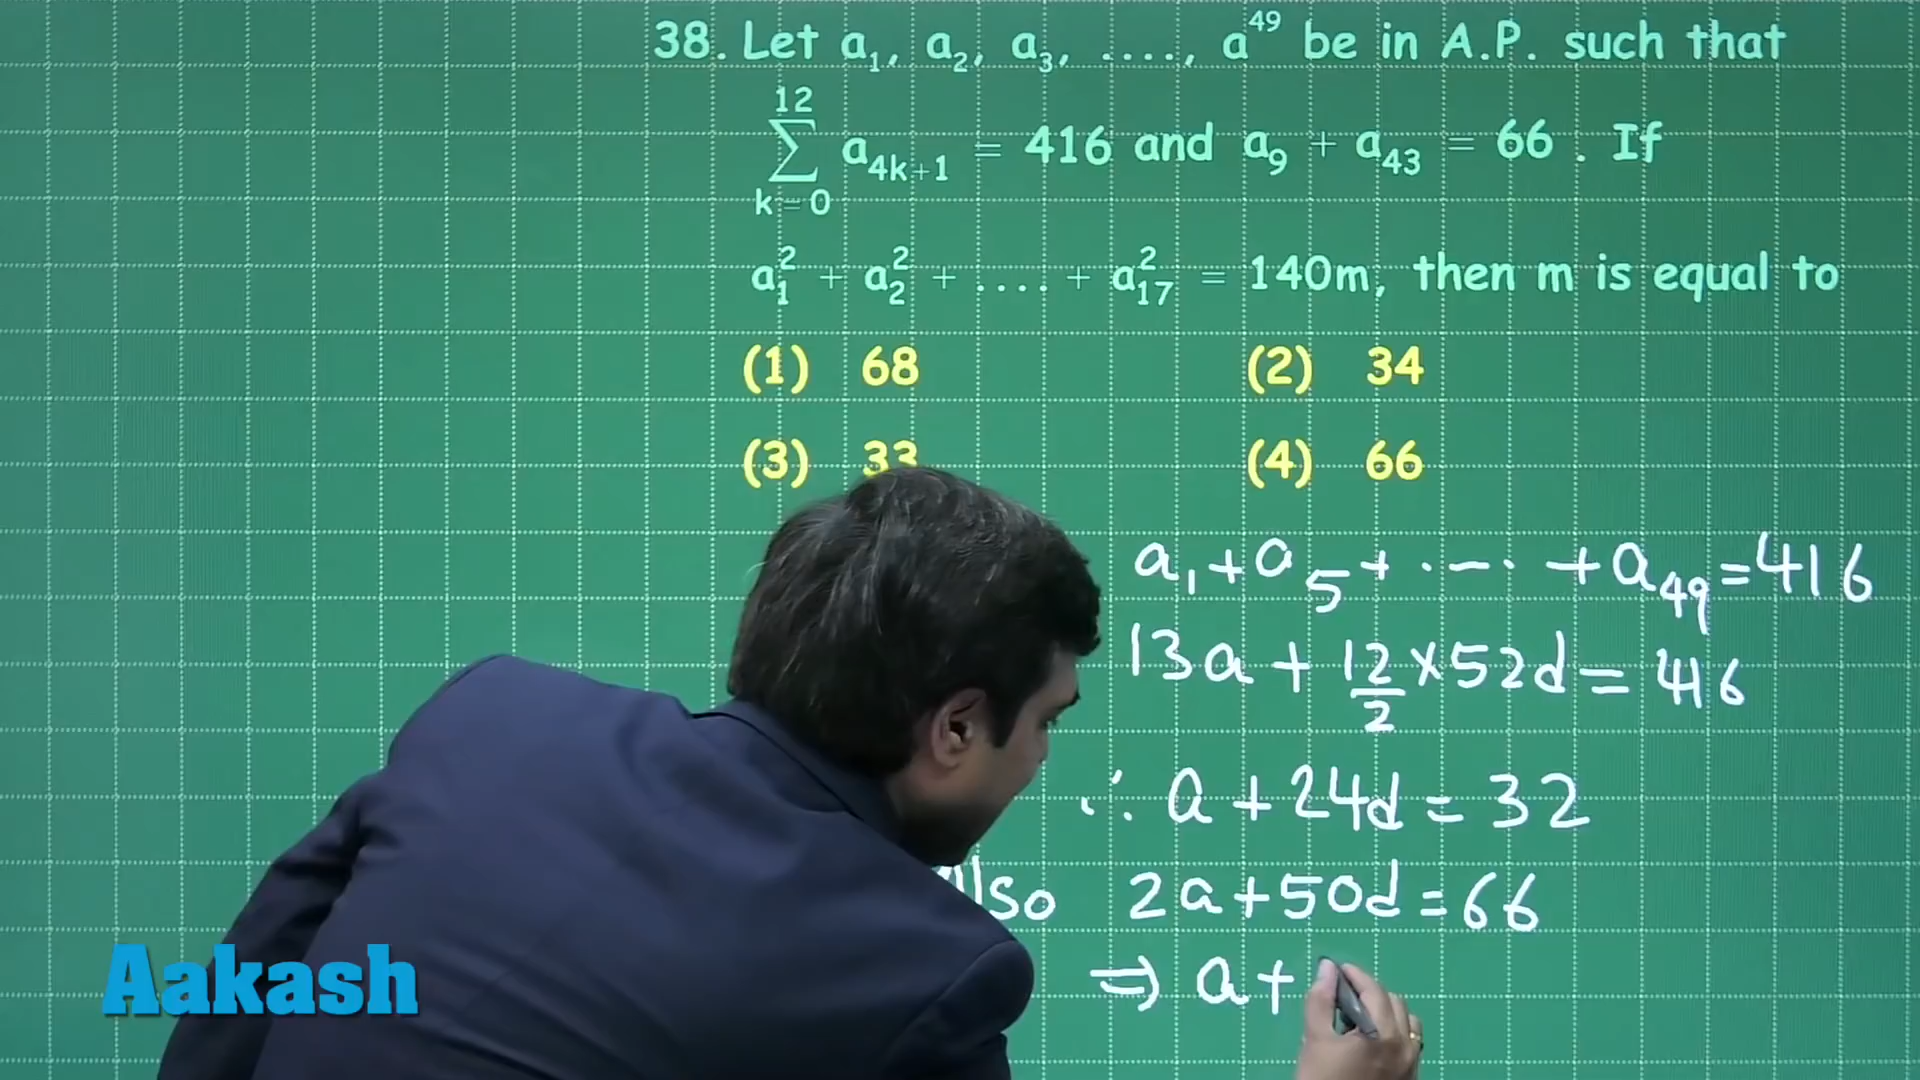 38. Let a₁, a₂, a₃, ...., a⁴⁹ be in A.P. such that
12
∑ a₄ₖ₊₁ = 416 and a₉ + a₄₃ = 66 . If
k = 0
a₁² + a₂² + .... + a₁₇² = 140m, then m is equal to
(1) 68 (2) 34
(3) 33 (4) 66
a₁ + a₅ + ..... + a₄₉ = 416
13a + 12/2 × 52d = 416
∴ a + 24d = 32
Also 2a + 50d = 66
⇒ a +
Aakash